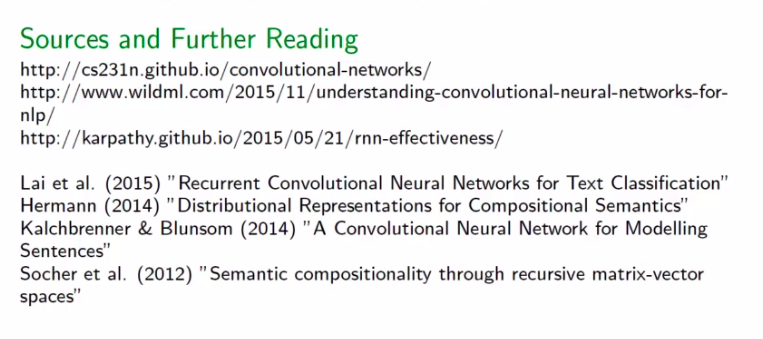 Sources and Further Reading
http://cs231n.github.io/convolutional-networks/
http://www.wildml.com/2015/11/understanding-convolutional-neural-networks-for-
nlp/
http://karpathy.github.io/2015/05/21/rnn-effectiveness/
Lai et al. (2015) ”Recurrent Convolutional Neural Networks for Text Classification”
Hermann (2014) ”Distributional Representations for Compositional Semantics”
Kalchbrenner & Blunsom (2014) ”A Convolutional Neural Network for Modelling
Sentences”
Socher et al. (2012) ”Semantic compositionality through recursive matrix-vector
spaces”